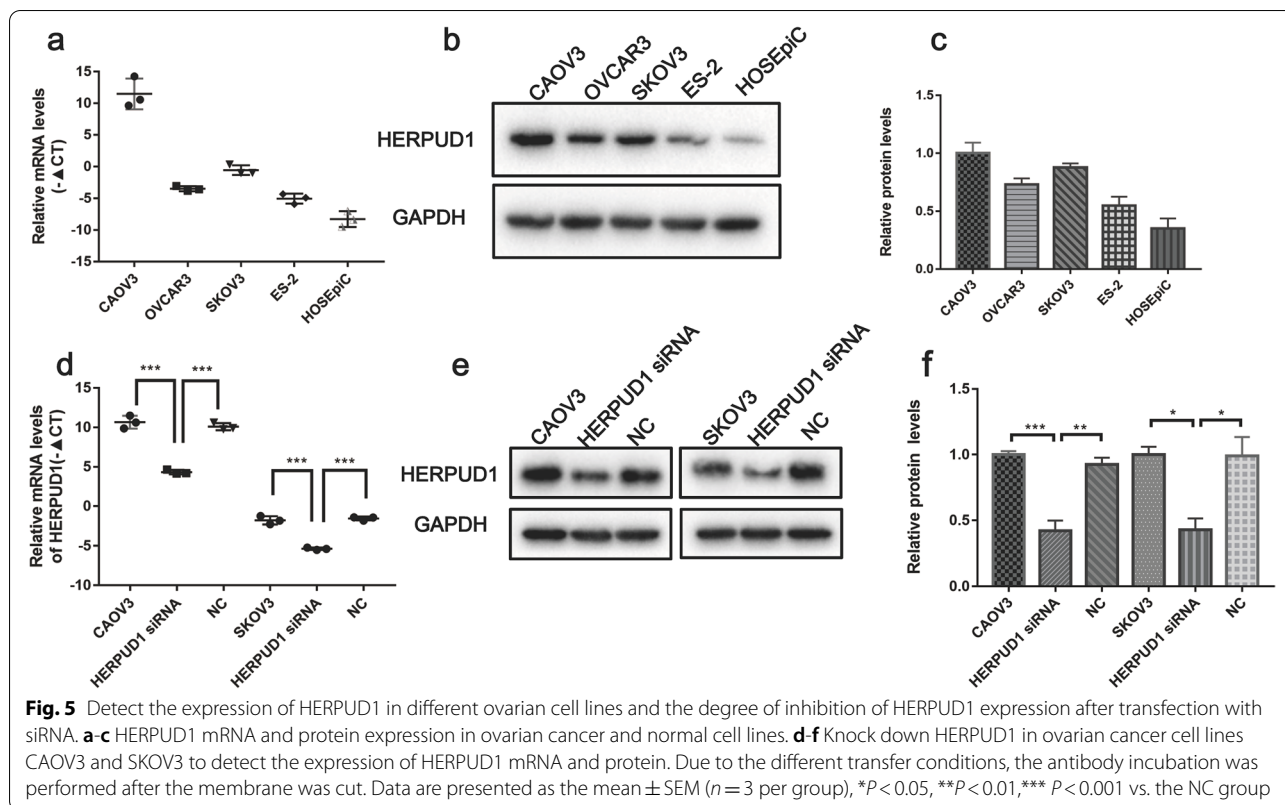 a
Relative mRNA levels
(-▲CT)
15
10
5
0
-5
-10
-15
CAOV3
OVCAR3
SKOV3
ES-2
HOSEpiC
b
CAOV3
OVCAR3
SKOV3
ES-2
HOSEpiC
HERPUD1
GAPDH
c
Relative protein levels
1.5
1.0
0.5
0.0
CAOV3
OVCAR3
SKOV3
ES-2
HOSEpiC
d
Relative mRNA levels
of HERPUD1(-▲CT)
15
10
5
0
-5
-10
*** ***
*** ***
CAOV3
HERPUD1 siRNA
NC
SKOV3
HERPUD1 siRNA
NC
e
CAOV3
HERPUD1 siRNA
NC
SKOV3
HERPUD1 siRNA
NC
HERPUD1
GAPDH
f
Relative protein levels
1.5
1.0
0.5
0.0
*** **
* *
CAOV3
HERPUD1 siRNA
NC
SKOV3
HERPUD1 siRNA
NC
Fig. 5 Detect the expression of HERPUD1 in different ovarian cell lines and the degree of inhibition of HERPUD1 expression after transfection with
siRNA. a-c HERPUD1 mRNA and protein expression in ovarian cancer and normal cell lines. d-f Knock down HERPUD1 in ovarian cancer cell lines
CAOV3 and SKOV3 to detect the expression of HERPUD1 mRNA and protein. Due to the different transfer conditions, the antibody incubation was
performed after the membrane was cut. Data are presented as the mean ± SEM (n = 3 per group), *P < 0.05, **P < 0.01,*** P < 0.001 vs. the NC group